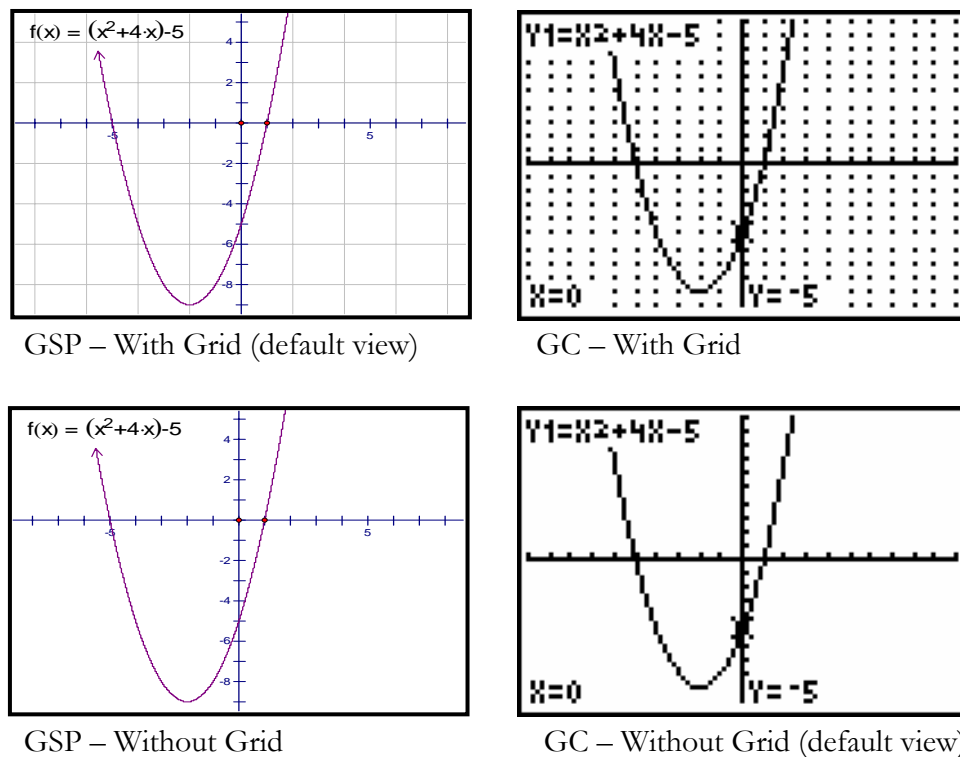 f(x) = (x²+4·x)-5
4
2
-5
5
-2
-4
-6
-8
Y1=X2+4X-5
X=0
Y=-5
GSP – With Grid (default view)
GC – With Grid
f(x) = (x²+4·x)-5
4
2
-5
5
-2
-4
-6
-8
Y1=X2+4X-5
X=0
Y=-5
GSP – Without Grid
GC – Without Grid (default view)